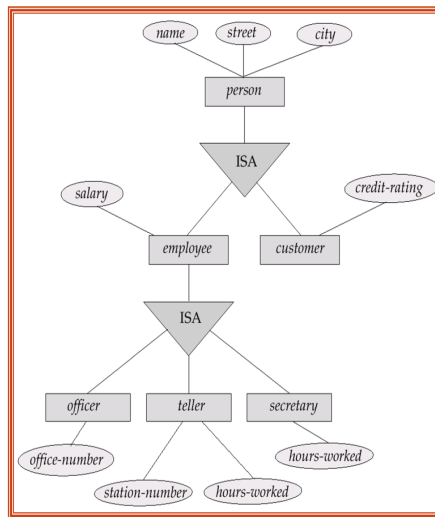 name street city
person
ISA
salary credit-rating
employee customer
ISA
officer teller secretary
office-number hours-worked
station-number hours-worked